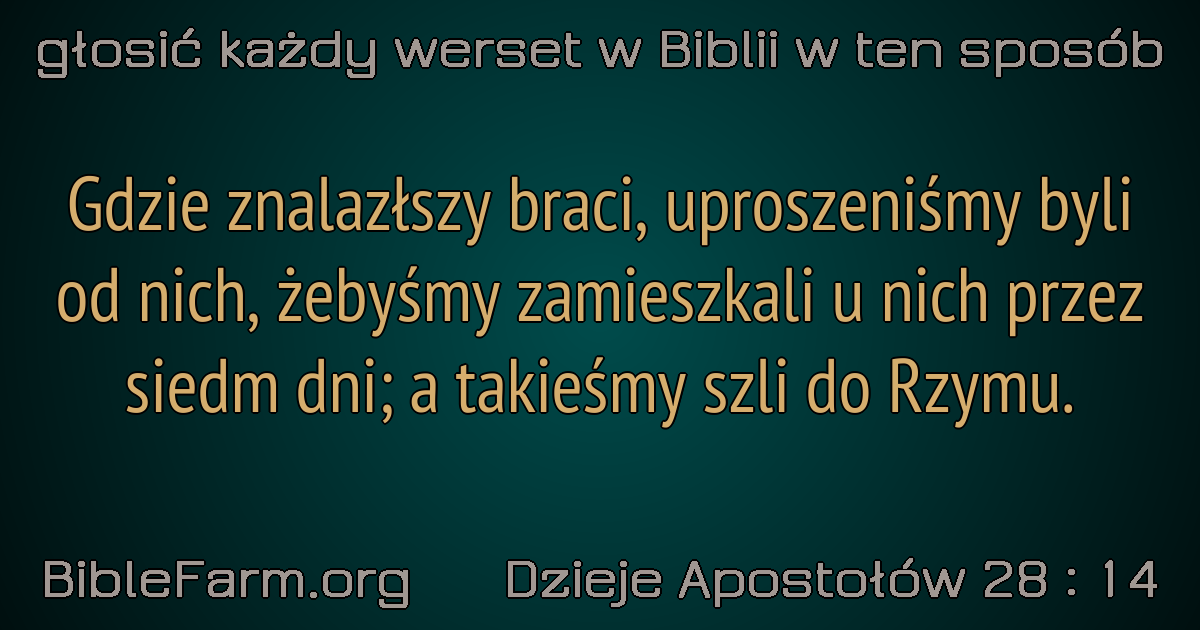 głosić każdy werset w Biblii w ten sposób
Gdzie znalazłszy braci, uproszeniśmy byli
od nich, żebyśmy zamieszkali u nich przez
siedm dni; a takieśmy szli do Rzymu.
BibleFarm.org Dzieje Apostołów 28 : 14